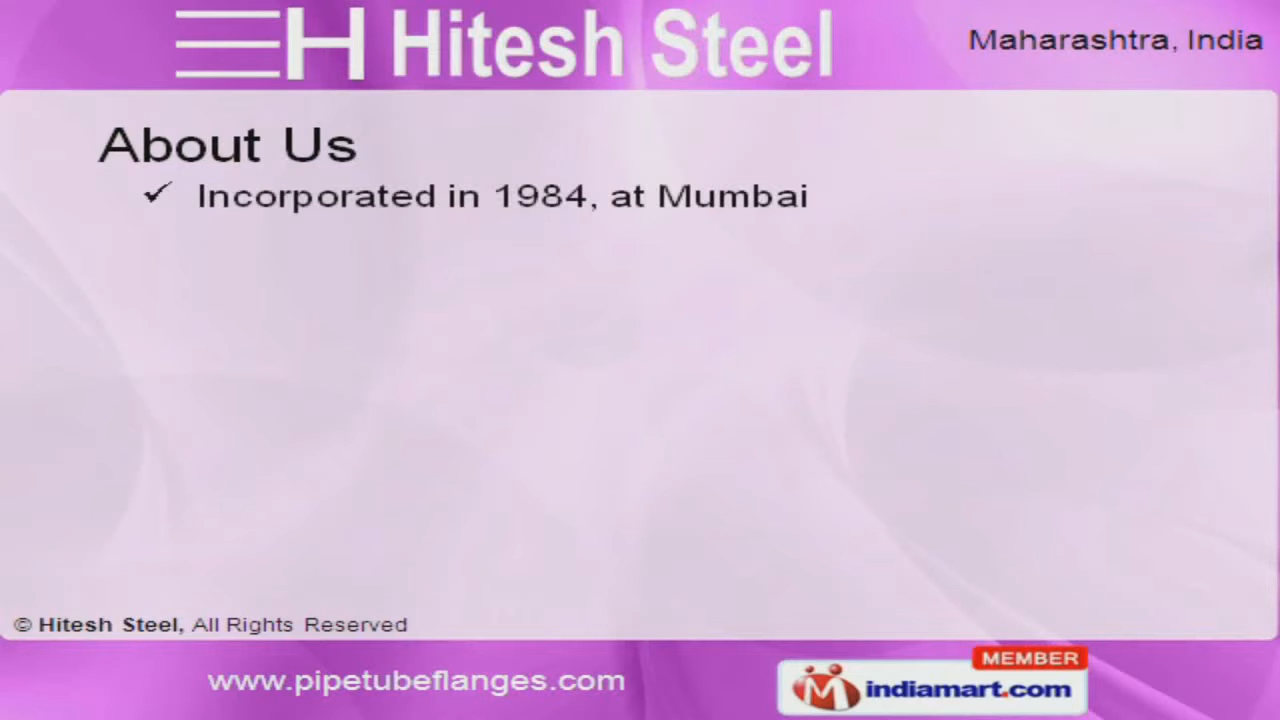 H Hitesh Steel
Maharashtra, India
About Us
✓ Incorporated in 1984, at Mumbai
© Hitesh Steel, All Rights Reserved
www.pipetubeflanges.com
MEMBER
M indiamart.com